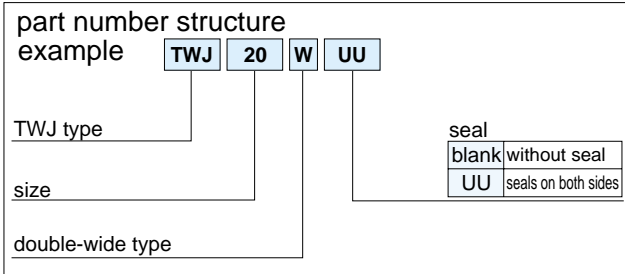 part number structure
example TWJ 20 W UU
TWJ type
seal
blank without seal
UU seals on both sides
size
double-wide type